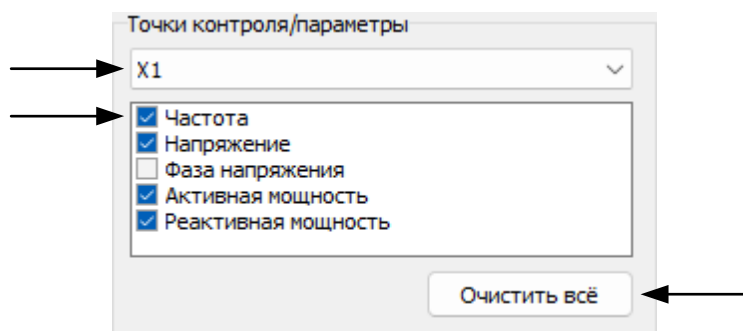 Точки контроля/параметры
X1
Частота
Напряжение
Фаза напряжения
Активная мощность
Реактивная мощность
Очистить всё